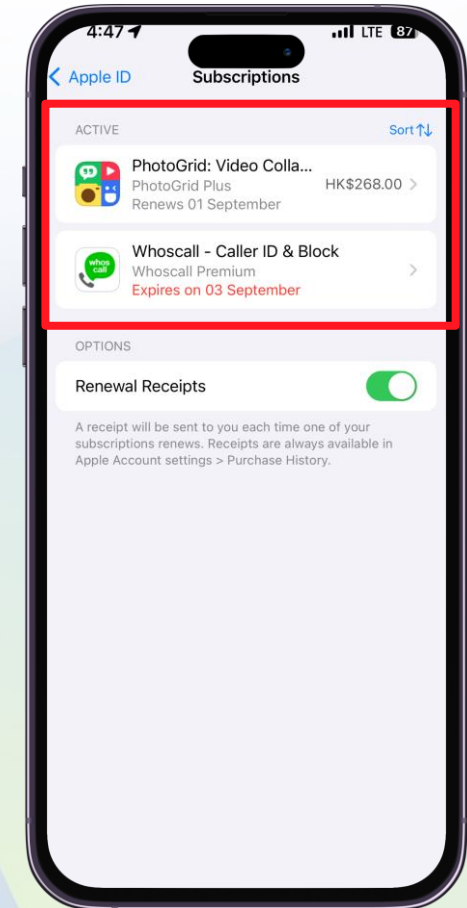 4:47 LTE 87
Apple ID Subscriptions
ACTIVE Sort
PhotoGrid: Video Colla...
PhotoGrid Plus HK$268.00
Renews 01 September
whos
call
Whoscall - Caller ID & Block
Whoscall Premium
Expires on 03 September
OPTIONS
Renewal Receipts
A receipt will be sent to you each time one of your
subscriptions renews. Receipts are always available in
Apple Account settings > Purchase History.